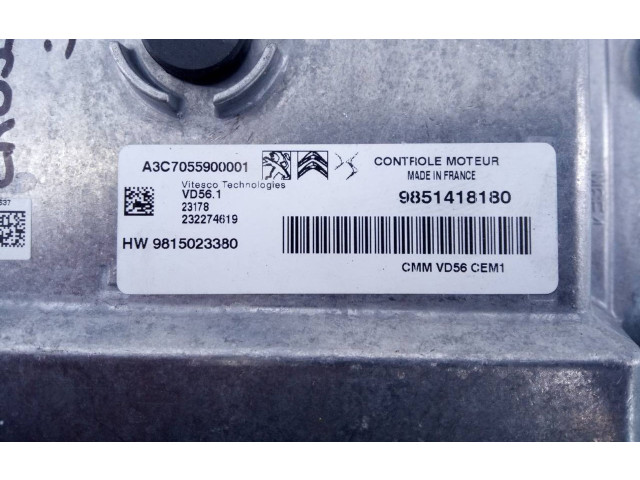 A3C7055900001
Vitesco Technologies
VD56.1
23178
232274619
HW 9815023380
CONTROLE MOTEUR
MADE IN FRANCE
9851418180
CMM VD56 CEM1